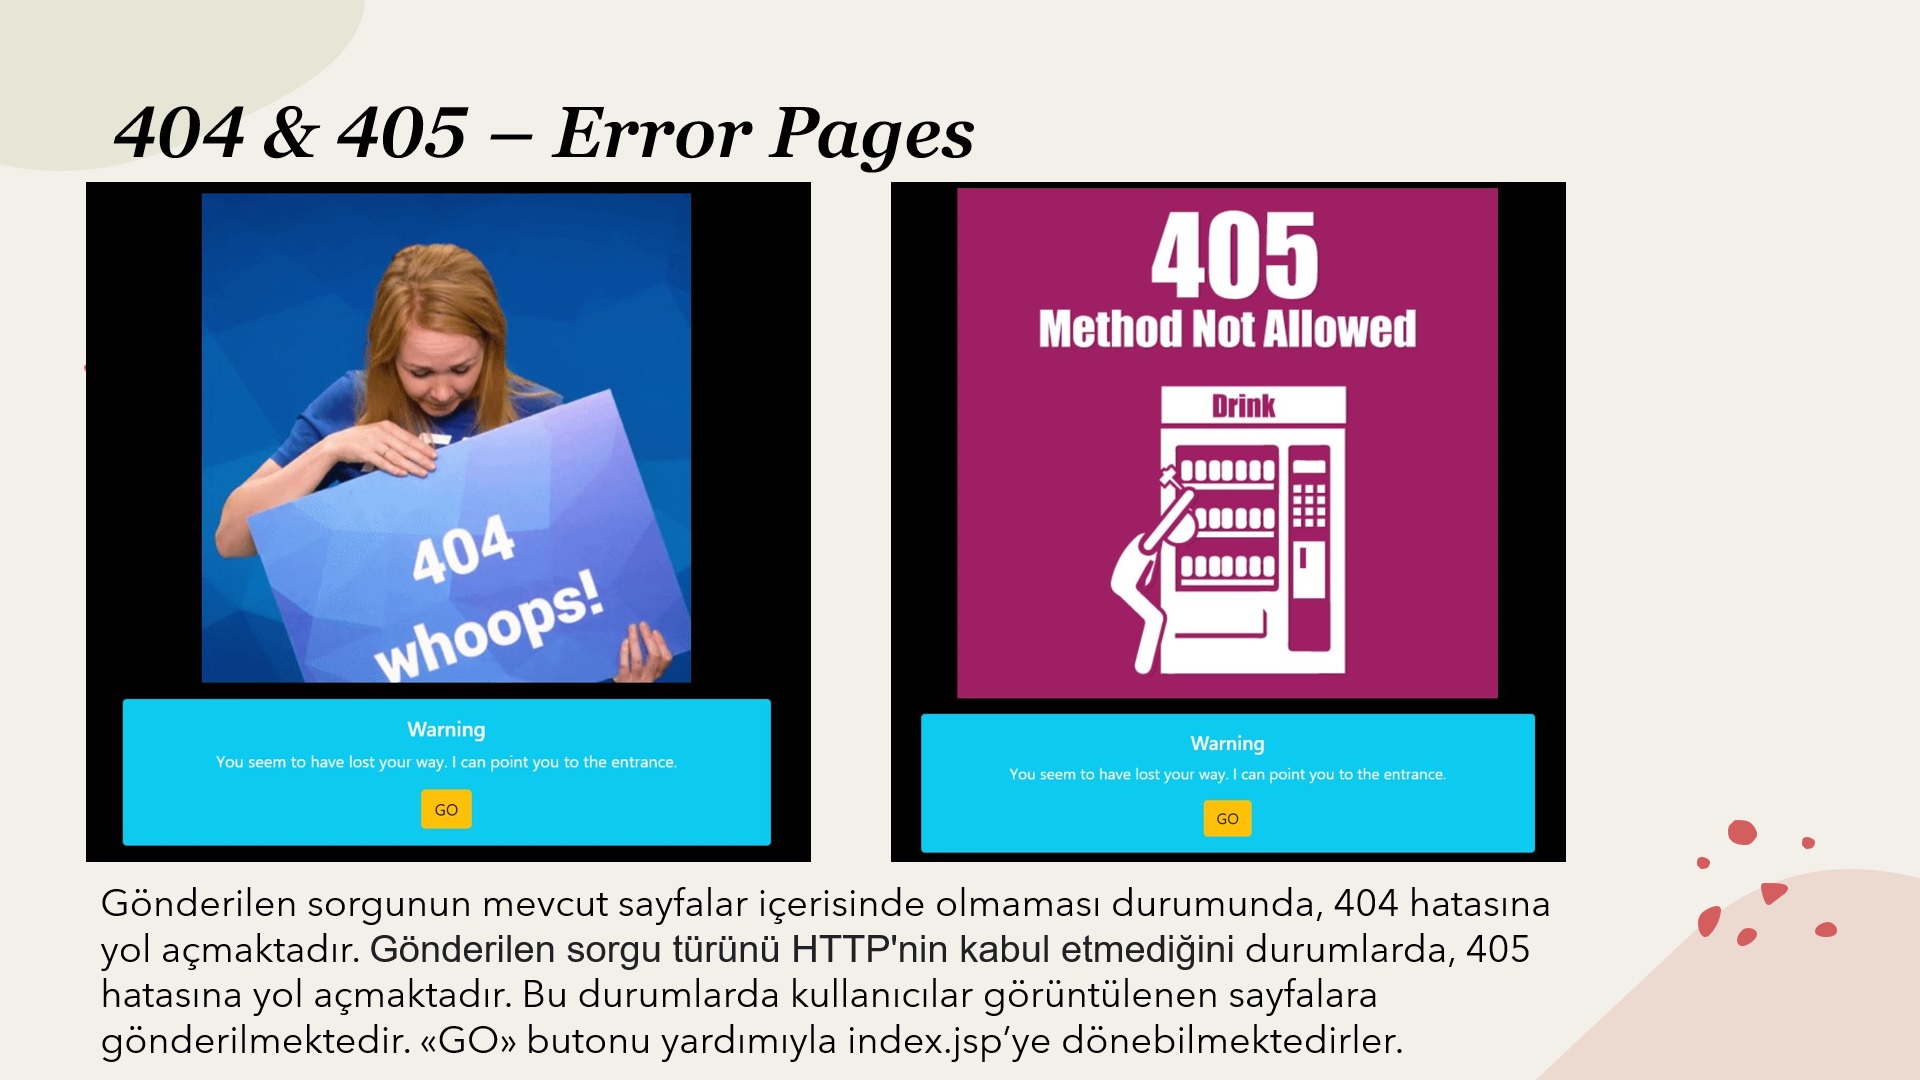 404 & 405 – Error Pages
404
whoops!
Warning
You seem to have lost your way. I can point you to the entrance.
GO
405
Method Not Allowed
Drink
Warning
You seem to have lost your way. I can point you to the entrance.
GO
Gönderilen sorgunun mevcut sayfalar içerisinde olmaması durumunda, 404 hatasına
yol açmaktadır. Gönderilen sorgu türünü HTTP'nin kabul etmediğini durumlarda, 405
hatasına yol açmaktadır. Bu durumlarda kullanıcılar görüntülenen sayfalara
gönderilmektedir. «GO» butonu yardımıyla index.jsp’ye dönebilmektedirler.